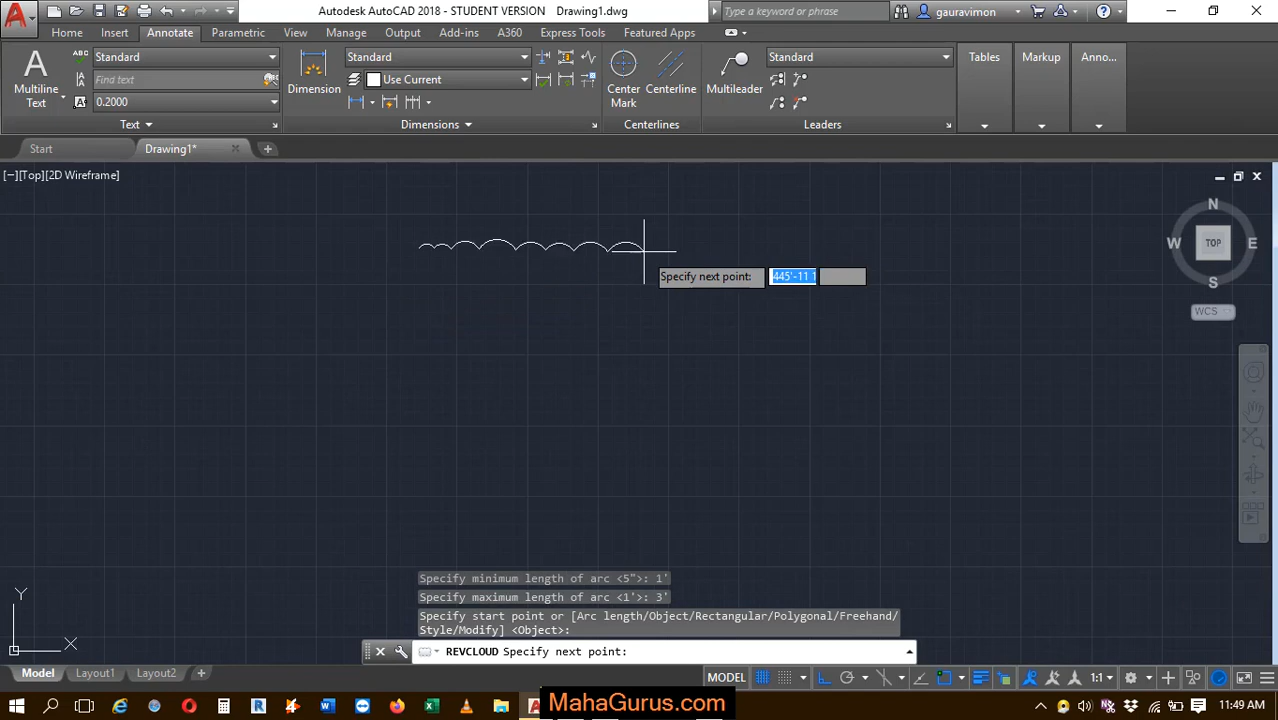 Autodesk AutoCAD 2018 - STUDENT VERSION Drawing1.dwg
Type a keyword or phrase
gauravimon
Home Insert Annotate Parametric View Manage Output Add-ins A360 Express Tools Featured Apps
Multiline
Text
Standard
Find text
0.2000
Text
Dimension
Standard
Use Current
Dimensions
Center
Mark
Centerline
Centerlines
Multileader
Standard
Leaders
Tables
Markup
Anno...
Start
Drawing1*
[−][Top][2D Wireframe]
N
W
TOP
E
S
WCS
Specify next point: 445'-11 1
Y
X
Specify minimum length of arc <5">: 1'
Specify maximum length of arc <1'>: 3'
Specify start point or [Arc length/Object/Rectangular/Polygonal/Freehand/
Style/Modify] <Object>:
REVCLOUD Specify next point:
Model Layout1 Layout2
MODEL
1:1
MahaGurus.com
11:49 AM